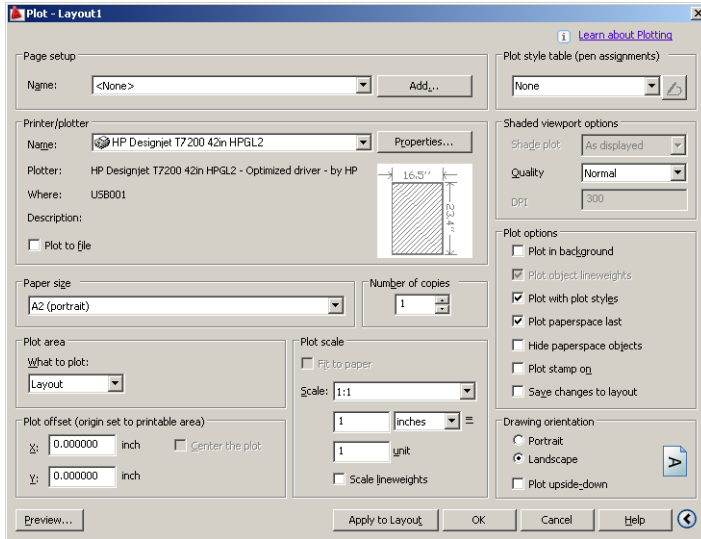 Plot - Layout1
Learn about Plotting
Page setup
Name:
<None>
Add...
Plot style table (pen assignments)
None
Printer/plotter
Name:
HP Designjet T7200 42in HPGL2
Properties...
Plotter:
HP Designjet T7200 42in HPGL2 - Optimized driver - by HP
Where:
USB001
Description:
Plot to file
16.5''
23.4''
Shaded viewport options
Shade plot
As displayed
Quality
Normal
DPI
300
Paper size
A2 (portrait)
Number of copies
1
Plot options
Plot in background
Plot object lineweights
Plot with plot styles
Plot paperspace last
Hide paperspace objects
Plot stamp on
Save changes to layout
Plot area
What to plot:
Layout
Plot scale
Fit to paper
Scale:
1:1
1
inches
=
1
unit
Scale lineweights
Plot offset (origin set to printable area)
X:
0.000000
inch
Center the plot
Y:
0.000000
inch
Drawing orientation
Portrait
Landscape
Plot upside-down
A
Preview...
Apply to Layout
OK
Cancel
Help